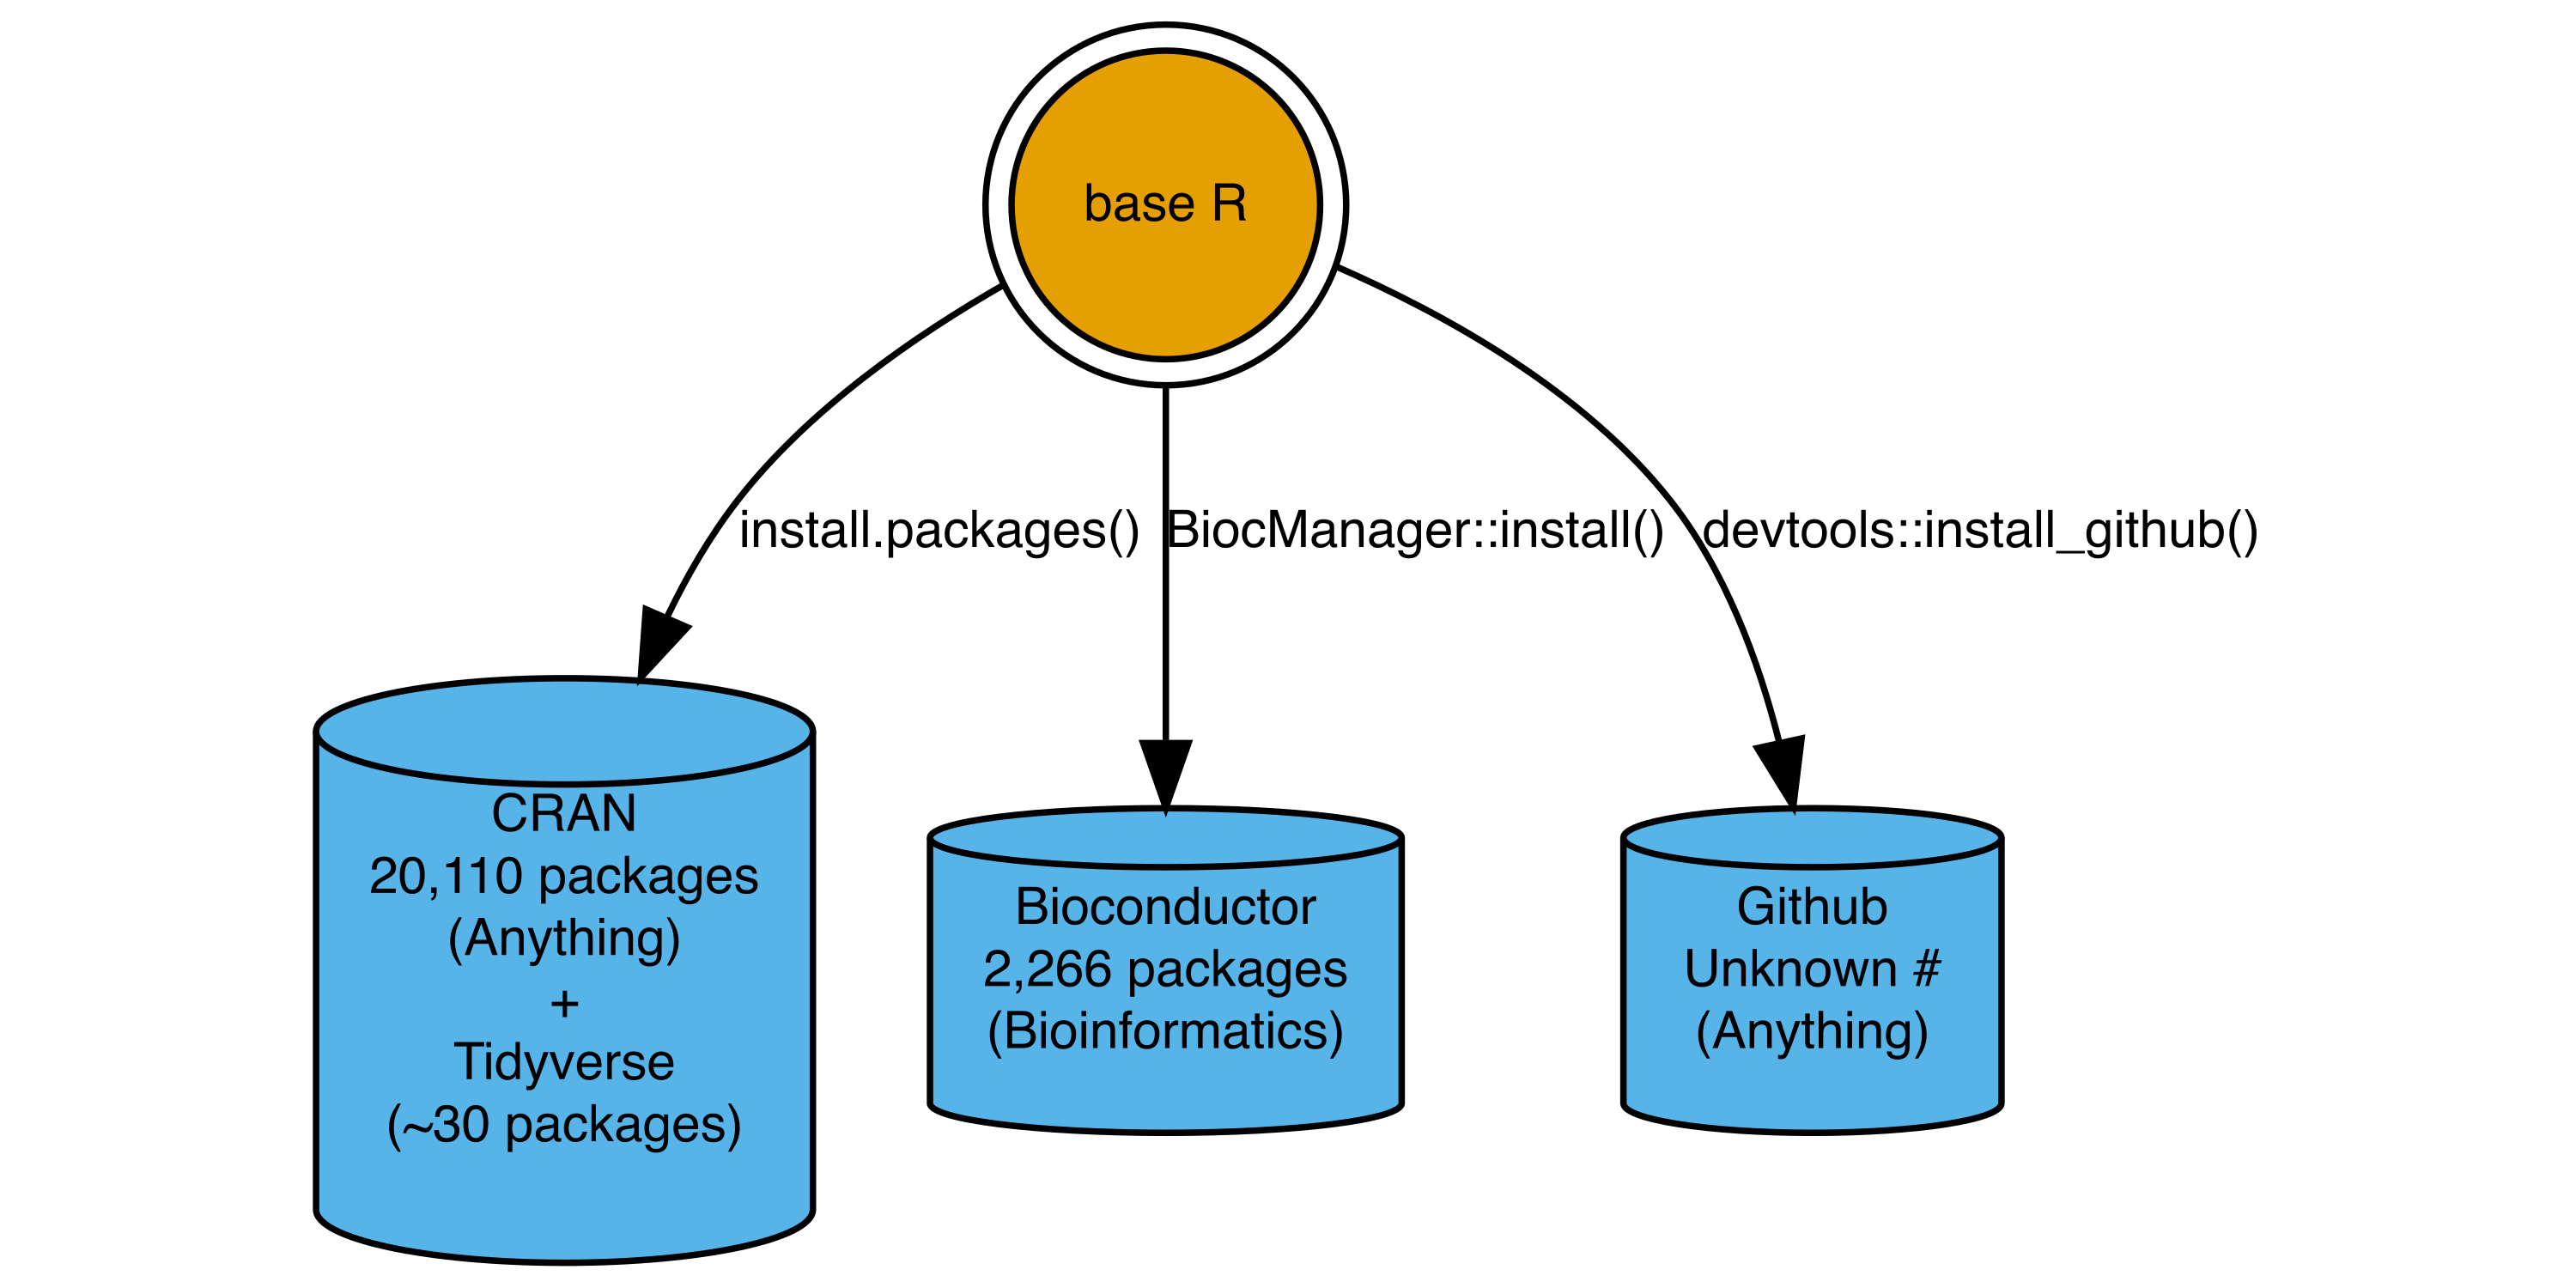 base R
install.packages()
BiocManager::install()
devtools::install_github()
CRAN
20,110 packages
(Anything)
+
Tidyverse
(~30 packages)
Bioconductor
2,266 packages
(Bioinformatics)
Github
Unknown #
(Anything)